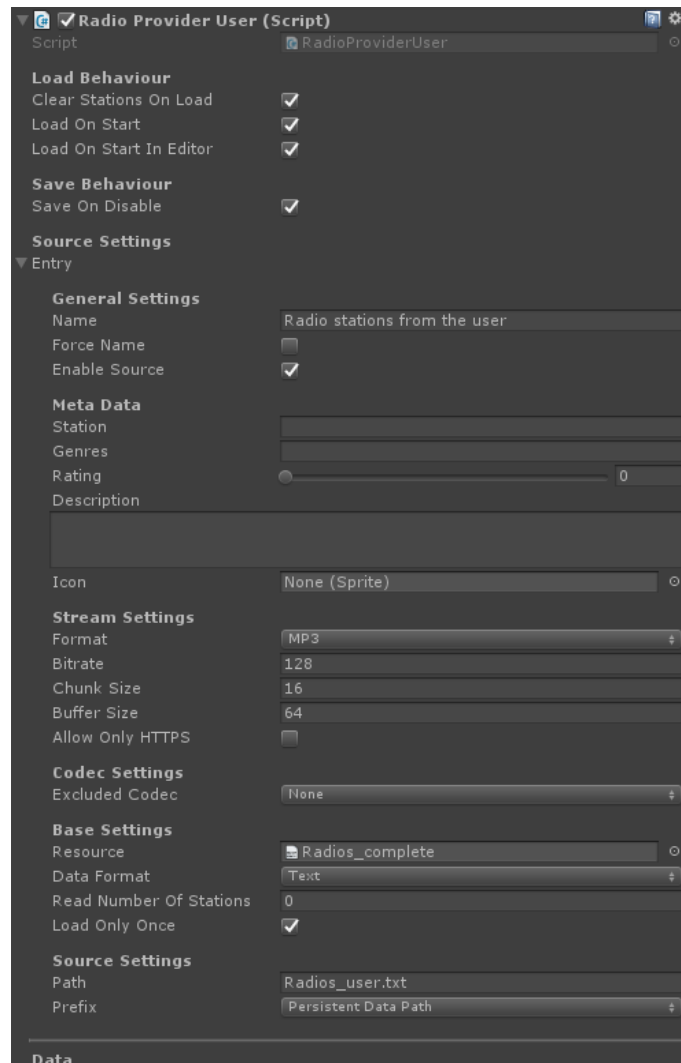 Radio Provider User (Script)
Script RadioProviderUser
Load Behaviour
Clear Stations On Load
Load On Start
Load On Start In Editor
Save Behaviour
Save On Disable
Source Settings
Entry
General Settings
Name Radio stations from the user
Force Name
Enable Source
Meta Data
Station
Genres
Rating 0
Description
Icon None (Sprite)
Stream Settings
Format MP3
Bitrate 128
Chunk Size 16
Buffer Size 64
Allow Only HTTPS
Codec Settings
Excluded Codec None
Base Settings
Resource Radios_complete
Data Format Text
Read Number Of Stations 0
Load Only Once
Source Settings
Path Radios_user.txt
Prefix Persistent Data Path
Data